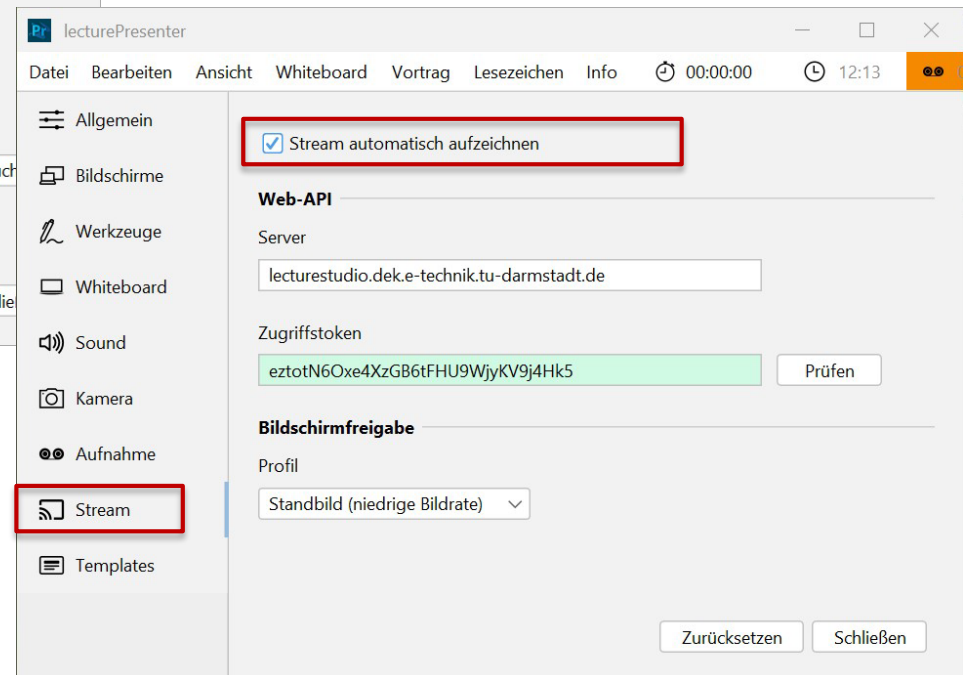 Pr lecturePresenter
Datei Bearbeiten Ansicht Whiteboard Vortrag Lesezeichen Info 00:00:00 12:13
Allgemein
Bildschirme
Werkzeuge
Whiteboard
Sound
Kamera
Aufnahme
Stream
Templates
Stream automatisch aufzeichnen
Web-API
Server
lecturestudio.dek.e-technik.tu-darmstadt.de
Zugriffstoken
eztotN6Oxe4XzGB6tFHU9WjyKV9j4Hk5 Prüfen
Bildschirmfreigabe
Profil
Standbild (niedrige Bildrate)
Zurücksetzen Schließen